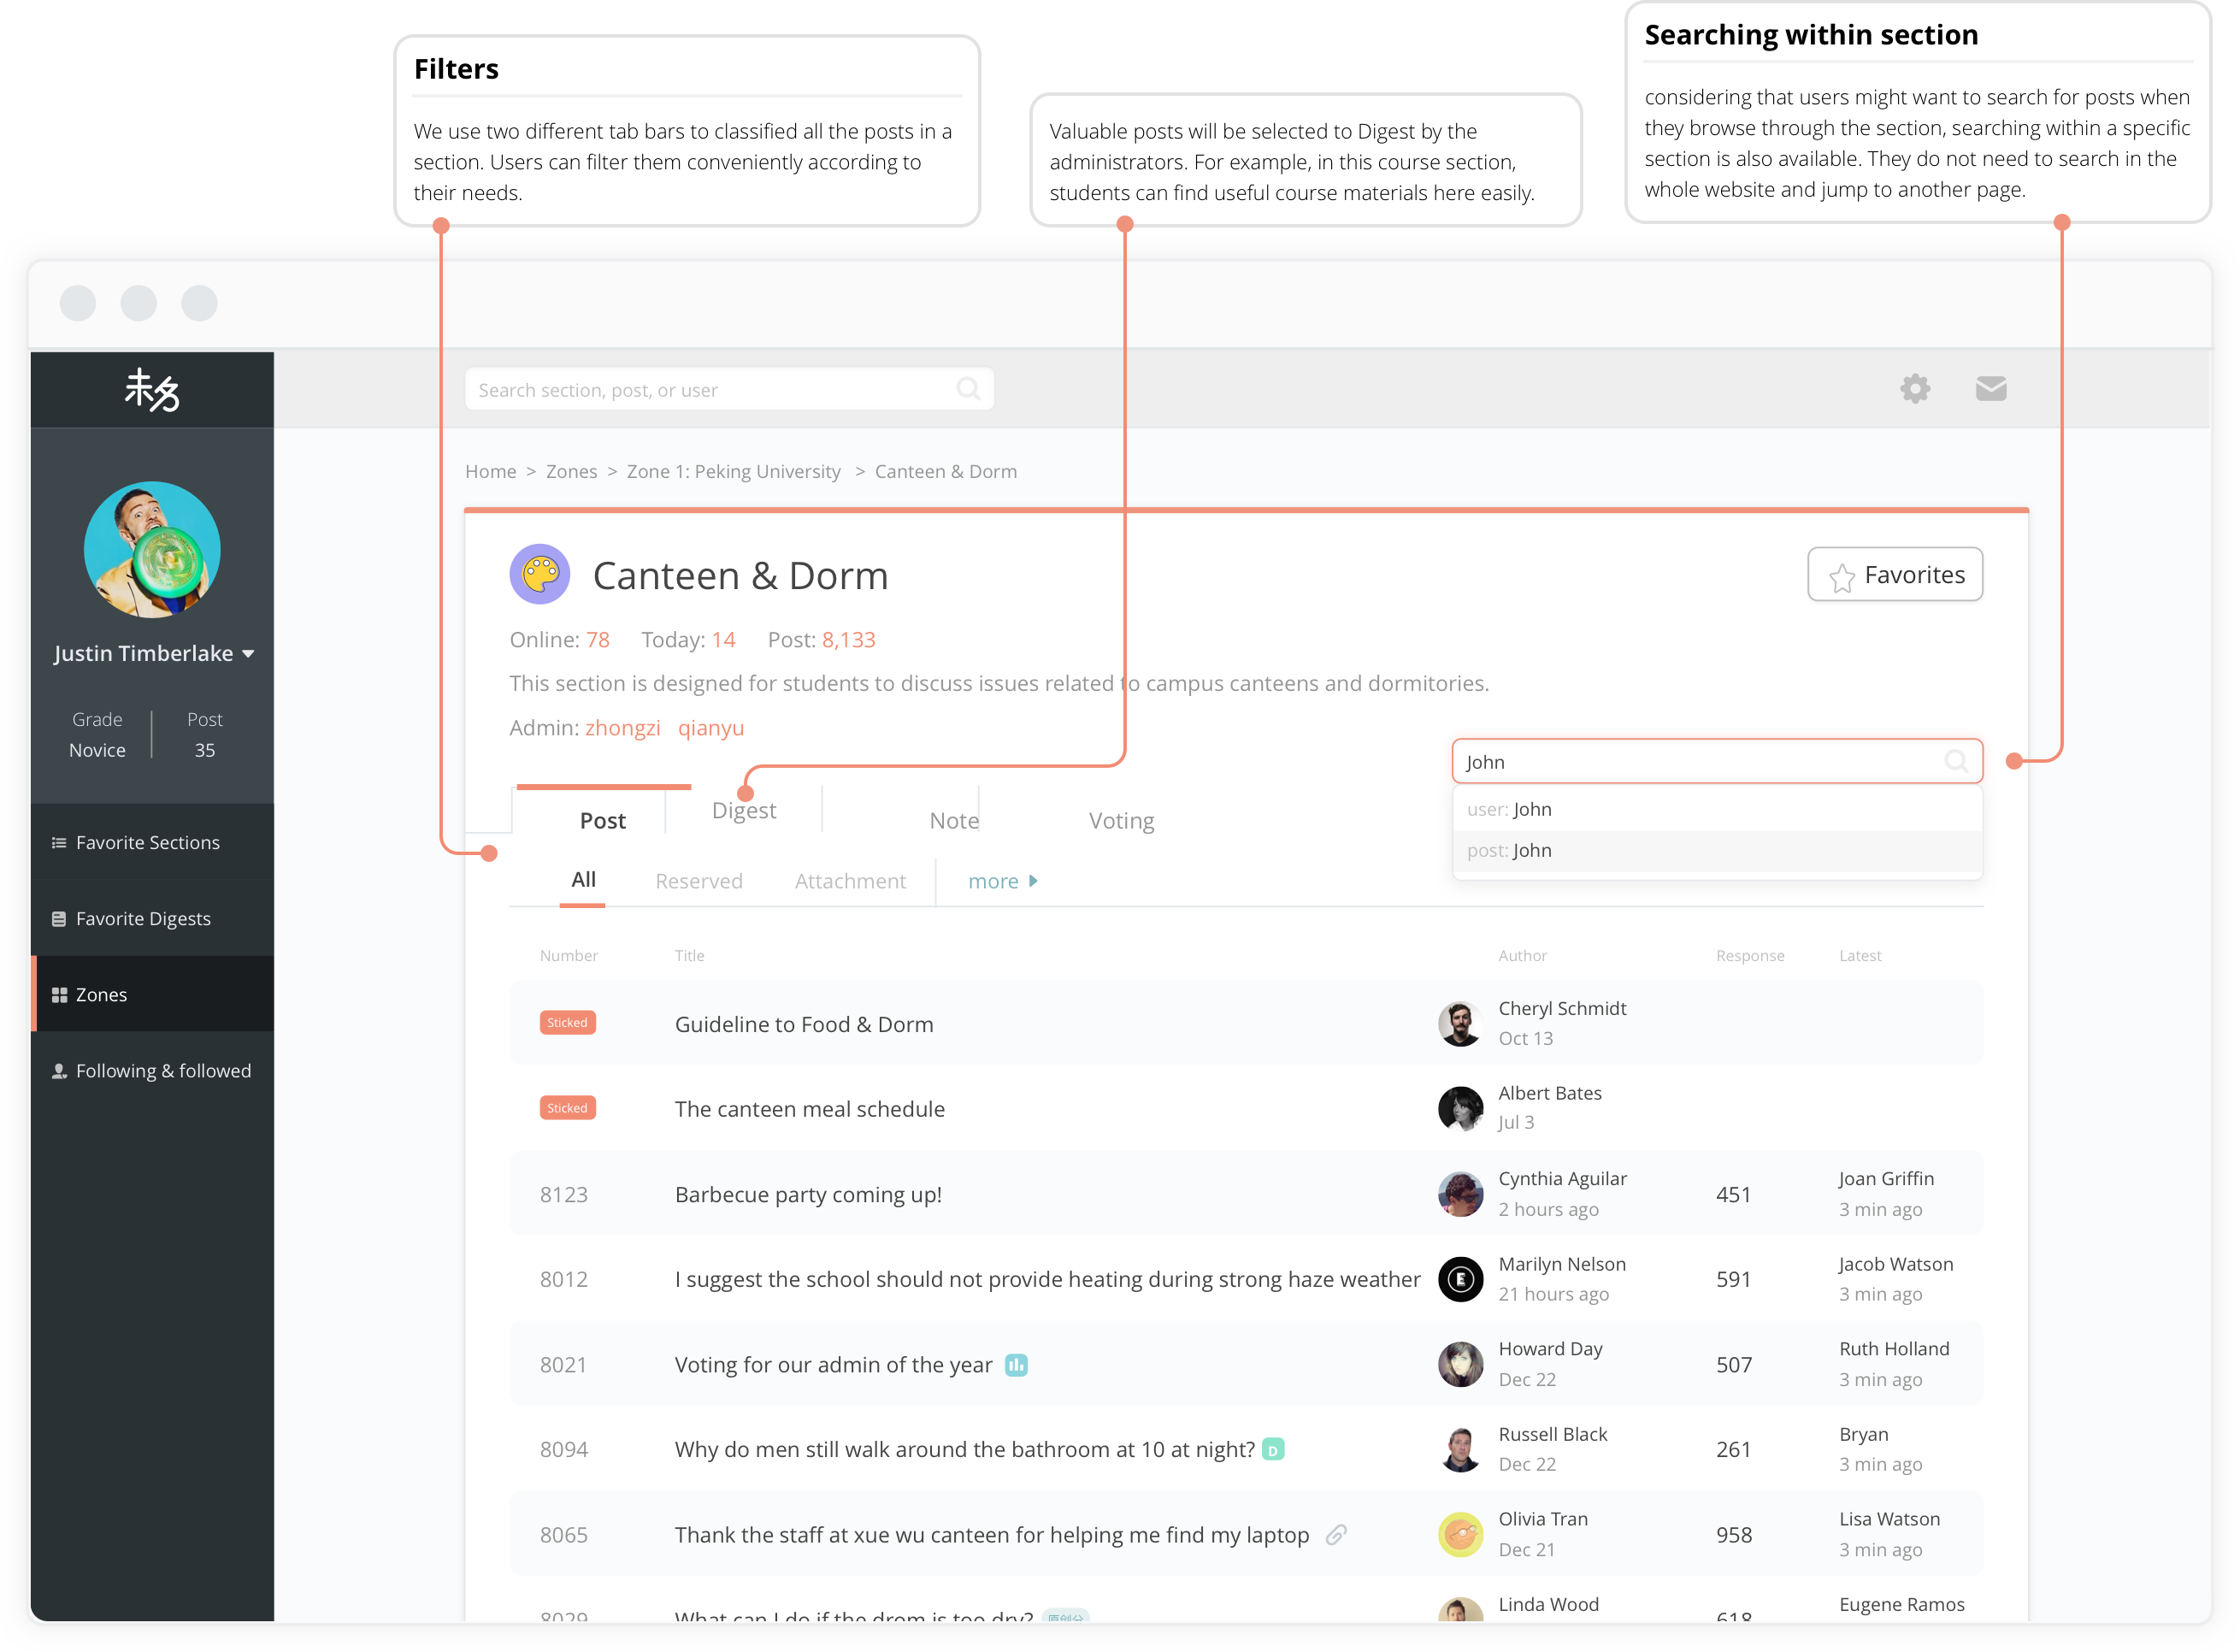 Filters
We use two different tab bars to classified all the posts in a
section. Users can filter them conveniently according to
their needs.
Valuable posts will be selected to Digest by the
administrators. For example, in this course section,
students can find useful course materials here easily.
Searching within section
considering that users might want to search for posts when
they browse through the section, searching within a specific
section is also available. They do not need to search in the
whole website and jump to another page.
未名
Search section, post, or user
Justin Timberlake
Grade Post
Novice 35
Favorite Sections
Favorite Digests
Zones
Following & followed
Home > Zones > Zone 1: Peking University > Canteen & Dorm
Canteen & Dorm
Favorites
Online: 78 Today: 14 Post: 8,133
This section is designed for students to discuss issues related to campus canteens and dormitories.
Admin: zhongzi qianyu
John
user: John
post: John
Post Digest Note Voting
All Reserved Attachment more
Number Title Author Response Latest
Sticked Guideline to Food & Dorm Cheryl Schmidt
Oct 13
Sticked The canteen meal schedule Albert Bates
Jul 3
8123 Barbecue party coming up! Cynthia Aguilar 451 Joan Griffin
2 hours ago 3 min ago
8012 I suggest the school should not provide heating during strong haze weather E Marilyn Nelson 591 Jacob Watson
21 hours ago 3 min ago
8021 Voting for our admin of the year Howard Day 507 Ruth Holland
Dec 22 3 min ago
8094 Why do men still walk around the bathroom at 10 at night? D Russell Black 261 Bryan
Dec 22 3 min ago
8065 Thank the staff at xue wu canteen for helping me find my laptop Olivia Tran 958 Lisa Watson
Dec 21 3 min ago
8029 What can I do if the drom is too dry? 原创分 Linda Wood 618 Eugene Ramos